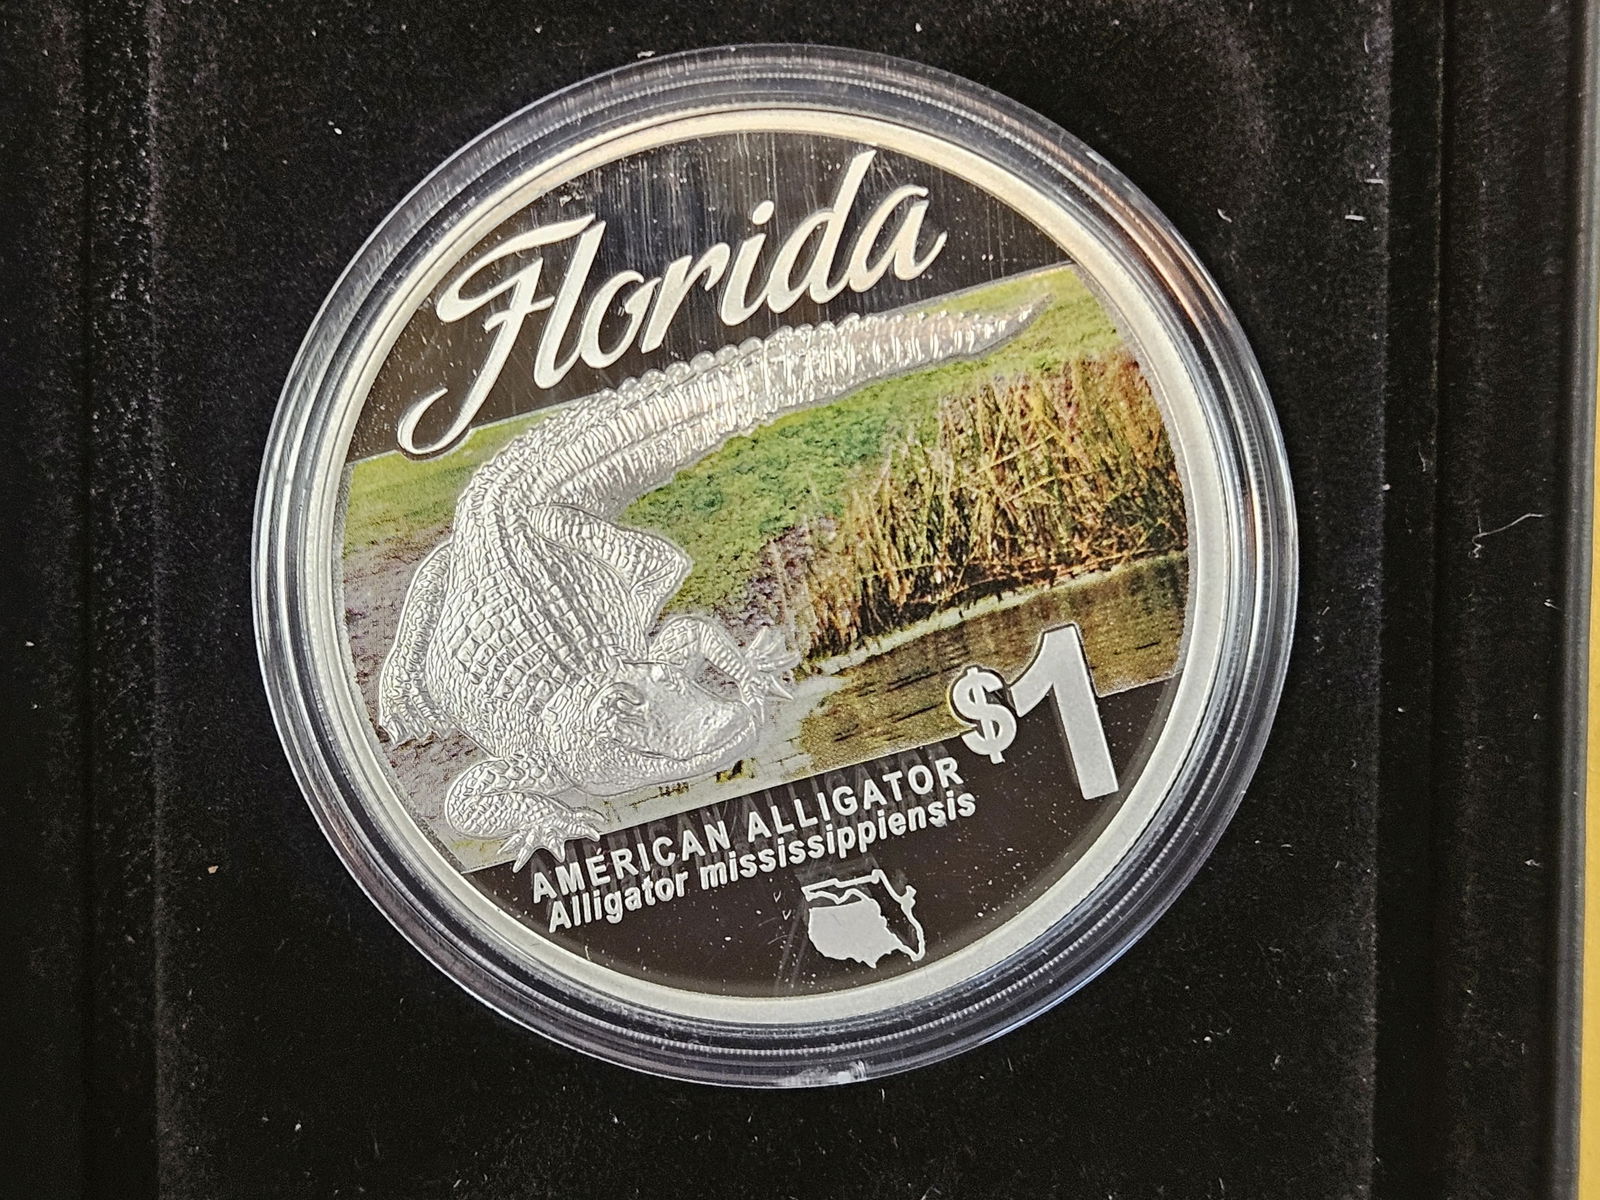 Florida
$1
AMERICAN ALLIGATOR
Alligator mississippiensis